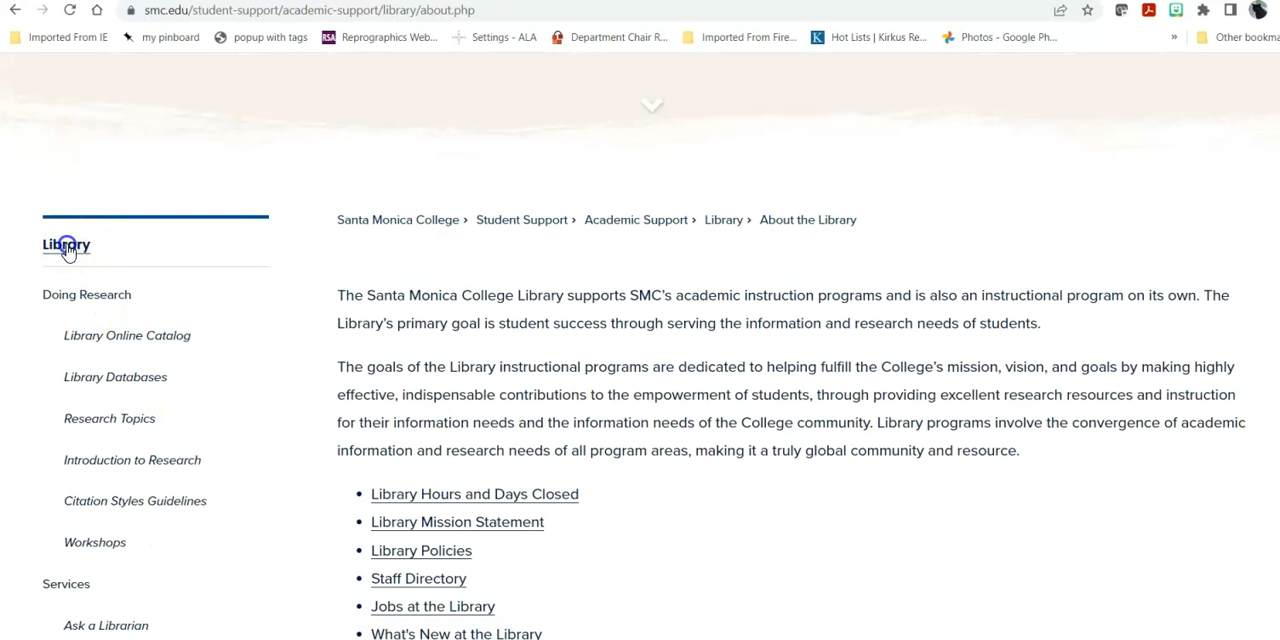 smc.edu/student-support/academic-support/library/about.php
Imported From IE my pinboard popup with tags RSA Reprographics Web... Settings - ALA Department Chair R... Imported From Fire... K Hot Lists | Kirkus Re... Photos - Google Ph... » Other bookma
Santa Monica College › Student Support › Academic Support › Library › About the Library
Library
Doing Research
Library Online Catalog
Library Databases
Research Topics
Introduction to Research
Citation Styles Guidelines
Workshops
Services
Ask a Librarian
The Santa Monica College Library supports SMC's academic instruction programs and is also an instructional program on its own. The
Library's primary goal is student success through serving the information and research needs of students.
The goals of the Library instructional programs are dedicated to helping fulfill the College's mission, vision, and goals by making highly
effective, indispensable contributions to the empowerment of students, through providing excellent research resources and instruction
for their information needs and the information needs of the College community. Library programs involve the convergence of academic
information and research needs of all program areas, making it a truly global community and resource.
• Library Hours and Days Closed
• Library Mission Statement
• Library Policies
• Staff Directory
• Jobs at the Library
• What's New at the Library